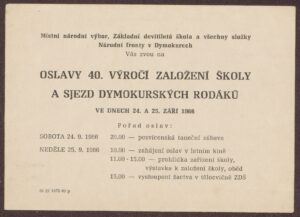 Místní národní výbor, Základní devítiletá škola a všechny složky
Národní fronty v Dymokurech
Vás zvou na
OSLAVY 40. VÝROČÍ ZALOŽENÍ ŠKOLY
A SJEZD DYMOKURSKÝCH RODÁKŮ
VE DNECH 24. A 25. ZÁŘÍ 1966
Pořad oslav:
SOBOTA 24. 9. 1966 20.00 — posvícenská taneční zábava
NEDĚLE 25. 9. 1966 10.00 — zahájení oslav v letním kině
11.00-15.00 — prohlídka zařízení školy,
výstavky k založení školy, oběd
15.00 — vystoupení žactva v tělocvičně ZDŠ